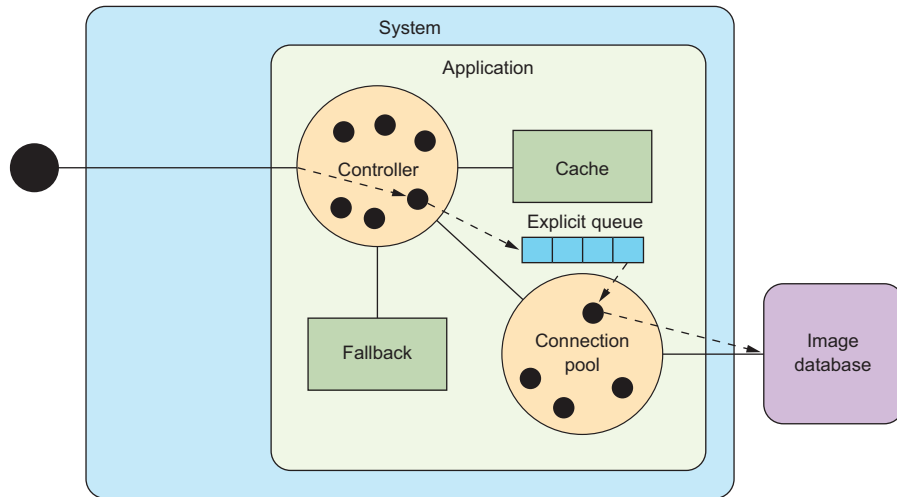 System
Application
Controller
Cache
Explicit queue
Fallback
Connection
pool
Image
database